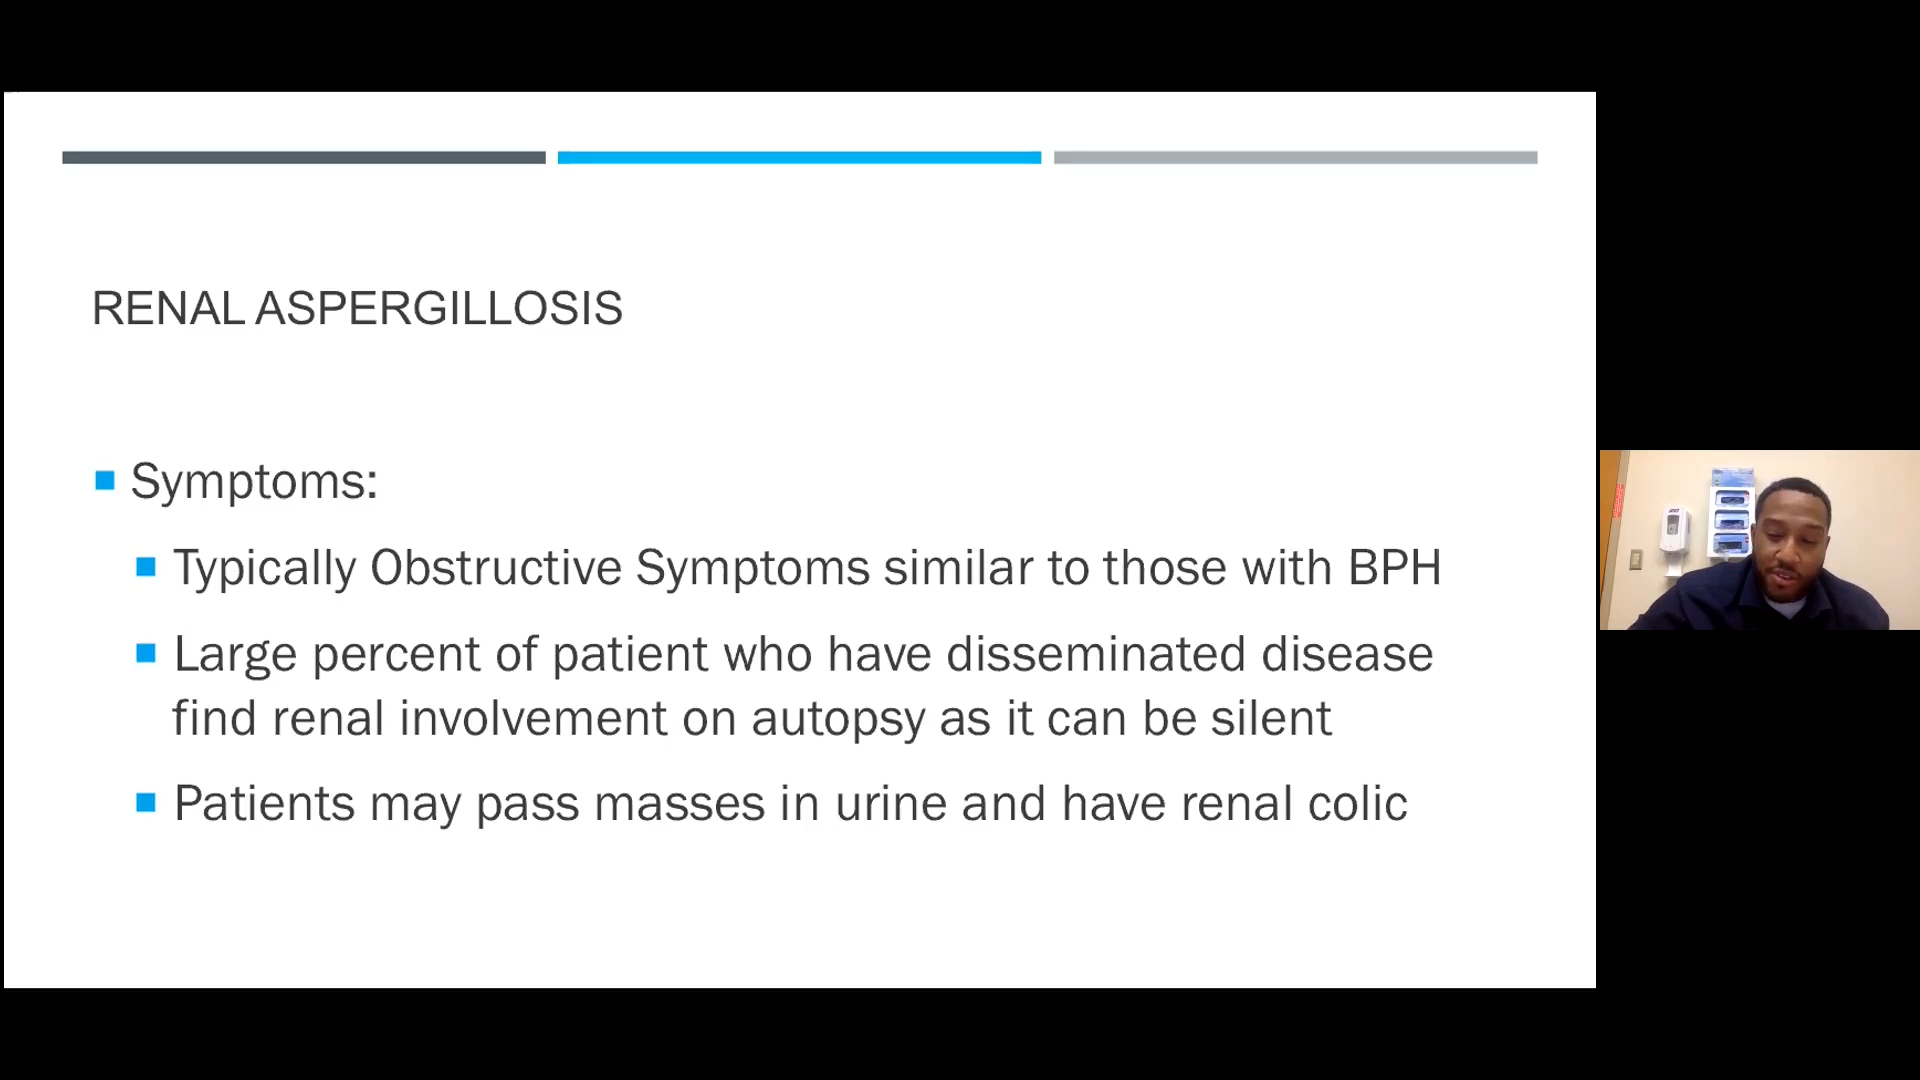 RENAL ASPERGILLOSIS
Symptoms:
Typically Obstructive Symptoms similar to those with BPH
Large percent of patient who have disseminated disease
find renal involvement on autopsy as it can be silent
Patients may pass masses in urine and have renal colic